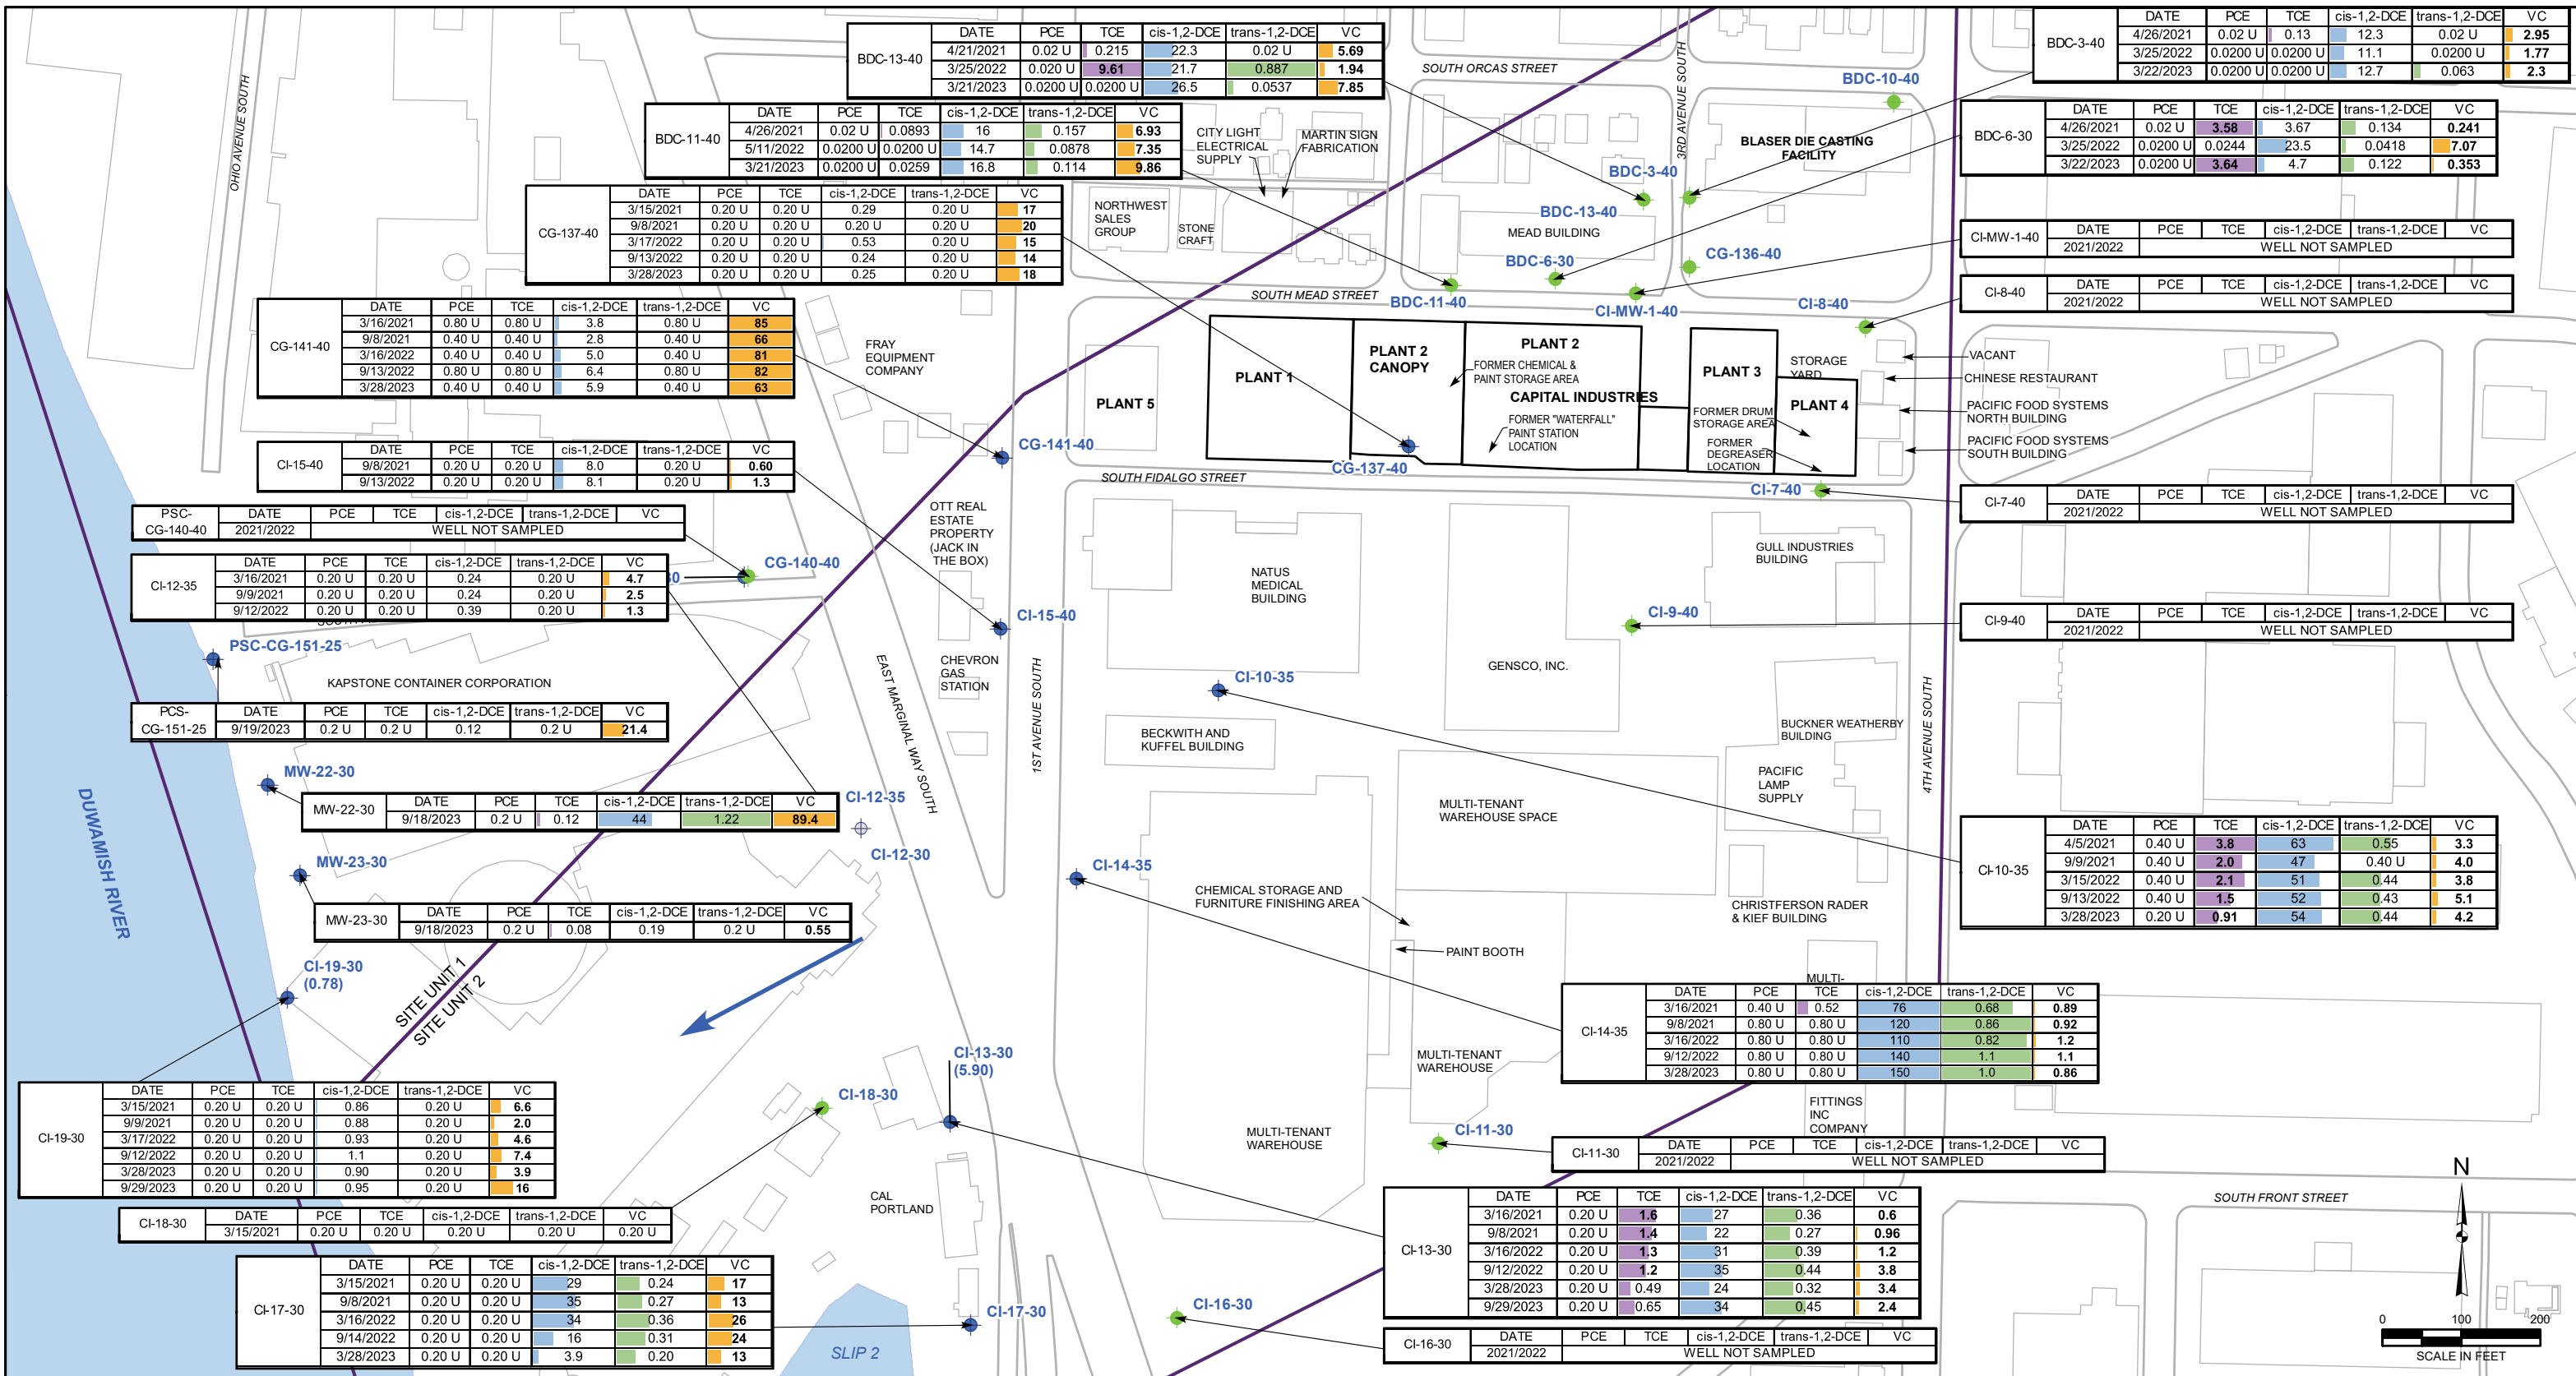 BDC-13-40
DATE PCE TCE cis-1,2-DCE trans-1,2-DCE VC
4/21/2021 0.02 U 0.215 22.3 0.02 U 5.69
3/25/2022 0.020 U 9.61 21.7 0.887 1.94
3/21/2023 0.0200 U 0.0200 U 26.5 0.0537 7.85
BDC-3-40
DATE PCE TCE cis-1,2-DCE trans-1,2-DCE VC
4/26/2021 0.02 U 0.13 12.3 0.02 U 2.95
3/25/2022 0.0200 U 0.0200 U 11.1 0.0200 U 1.77
3/22/2023 0.0200 U 0.0200 U 12.7 0.063 2.3
BDC-11-40
DATE PCE TCE cis-1,2-DCE trans-1,2-DCE VC
4/26/2021 0.02 U 0.0893 16 0.157 6.93
5/11/2022 0.0200 U 0.0200 U 14.7 0.0878 7.35
3/21/2023 0.0200 U 0.0259 16.8 0.114 9.86
BDC-6-30
DATE PCE TCE cis-1,2-DCE trans-1,2-DCE VC
4/26/2021 0.02 U 3.58 3.67 0.134 0.241
3/25/2022 0.0200 U 0.0244 23.5 0.0418 7.07
3/22/2023 0.0200 U 3.64 4.7 0.122 0.353
CG-137-40
DATE PCE TCE cis-1,2-DCE trans-1,2-DCE VC
3/15/2021 0.20 U 0.20 U 0.29 0.20 U 17
9/8/2021 0.20 U 0.20 U 0.20 U 0.20 U 20
3/17/2022 0.20 U 0.20 U 0.53 0.20 U 15
9/13/2022 0.20 U 0.20 U 0.24 0.20 U 14
3/28/2023 0.20 U 0.20 U 0.25 0.20 U 18
CI-MW-1-40
DATE PCE TCE cis-1,2-DCE trans-1,2-DCE VC
2021/2022 WELL NOT SAMPLED
CI-8-40
DATE PCE TCE cis-1,2-DCE trans-1,2-DCE VC
2021/2022 WELL NOT SAMPLED
CG-141-40
DATE PCE TCE cis-1,2-DCE trans-1,2-DCE VC
3/16/2021 0.80 U 0.80 U 3.8 0.80 U 85
9/8/2021 0.40 U 0.40 U 2.8 0.40 U 66
3/16/2022 0.40 U 0.40 U 5.0 0.40 U 81
9/13/2022 0.80 U 0.80 U 6.4 0.80 U 82
3/28/2023 0.40 U 0.40 U 5.9 0.40 U 63
CI-15-40
DATE PCE TCE cis-1,2-DCE trans-1,2-DCE VC
9/8/2021 0.20 U 0.20 U 8.0 0.20 U 0.60
9/13/2022 0.20 U 0.20 U 8.1 0.20 U 1.3
PSC-
CG-140-40
DATE PCE TCE cis-1,2-DCE trans-1,2-DCE VC
2021/2022 WELL NOT SAMPLED
CI-12-35
DATE PCE TCE cis-1,2-DCE trans-1,2-DCE VC
3/16/2021 0.20 U 0.20 U 0.24 0.20 U 4.7
9/9/2021 0.20 U 0.20 U 0.24 0.20 U 2.5
9/12/2022 0.20 U 0.20 U 0.39 0.20 U 1.3
PCS-
CG-151-25
DATE PCE TCE cis-1,2-DCE trans-1,2-DCE VC
9/19/2023 0.2 U 0.2 U 0.12 0.2 U 21.4
MW-22-30
DATE PCE TCE cis-1,2-DCE trans-1,2-DCE VC
9/18/2023 0.2 U 0.12 44 1.22 89.4
MW-23-30
DATE PCE TCE cis-1,2-DCE trans-1,2-DCE VC
9/18/2023 0.2 U 0.08 0.19 0.2 U 0.55
CI-19-30
DATE PCE TCE cis-1,2-DCE trans-1,2-DCE VC
3/15/2021 0.20 U 0.20 U 0.86 0.20 U 6.6
9/9/2021 0.20 U 0.20 U 0.88 0.20 U 2.0
3/17/2022 0.20 U 0.20 U 0.93 0.20 U 4.6
9/12/2022 0.20 U 0.20 U 1.1 0.20 U 7.4
3/28/2023 0.20 U 0.20 U 0.90 0.20 U 3.9
9/29/2023 0.20 U 0.20 U 0.95 0.20 U 16
CI-18-30
DATE PCE TCE cis-1,2-DCE trans-1,2-DCE VC
3/15/2021 0.20 U 0.20 U 0.20 U 0.20 U 0.20 U
CI-17-30
DATE PCE TCE cis-1,2-DCE trans-1,2-DCE VC
3/15/2021 0.20 U 0.20 U 29 0.24 17
9/8/2021 0.20 U 0.20 U 35 0.27 13
3/16/2022 0.20 U 0.20 U 34 0.36 26
9/14/2022 0.20 U 0.20 U 16 0.31 24
3/28/2023 0.20 U 0.20 U 3.9 0.20 13
CI-7-40
DATE PCE TCE cis-1,2-DCE trans-1,2-DCE VC
2021/2022 WELL NOT SAMPLED
CI-9-40
DATE PCE TCE cis-1,2-DCE trans-1,2-DCE VC
2021/2022 WELL NOT SAMPLED
CI-10-35
DATE PCE TCE cis-1,2-DCE trans-1,2-DCE VC
4/5/2021 0.40 U 3.8 63 0.55 3.3
9/9/2021 0.40 U 2.0 47 0.40 U 4.0
3/15/2022 0.40 U 2.1 51 0.44 3.8
9/13/2022 0.40 U 1.5 52 0.43 5.1
3/28/2023 0.20 U 0.91 54 0.44 4.2
CI-14-35
DATE PCE TCE cis-1,2-DCE trans-1,2-DCE VC
3/16/2021 0.40 U 0.52 76 0.68 0.89
9/8/2021 0.80 U 0.80 U 120 0.86 0.92
3/16/2022 0.80 U 0.80 U 110 0.82 1.2
9/12/2022 0.80 U 0.80 U 140 1.1 1.1
3/28/2023 0.80 U 0.80 U 150 1.0 0.86
CI-11-30
DATE PCE TCE cis-1,2-DCE trans-1,2-DCE VC
2021/2022 WELL NOT SAMPLED
CI-13-30
DATE PCE TCE cis-1,2-DCE trans-1,2-DCE VC
3/16/2021 0.20 U 1.6 27 0.36 0.6
9/8/2021 0.20 U 1.4 22 0.27 0.96
3/16/2022 0.20 U 1.3 31 0.39 1.2
9/12/2022 0.20 U 1.2 35 0.44 3.8
3/28/2023 0.20 U 0.49 24 0.32 3.4
9/29/2023 0.20 U 0.65 34 0.45 2.4
CI-16-30
DATE PCE TCE cis-1,2-DCE trans-1,2-DCE VC
2021/2022 WELL NOT SAMPLED
OHIO AVENUE SOUTH
SOUTH ORCAS STREET
3RD AVENUE SOUTH
BDC-10-40
BLASER DIE CASTING
FACILITY
CITY LIGHT
ELECTRICAL
SUPPLY
MARTIN SIGN
FABRICATION
NORTHWEST
SALES
GROUP
STONE
CRAFT
BDC-3-40
BDC-13-40
MEAD BUILDING
BDC-6-30
CG-136-40
SOUTH MEAD STREET
BDC-11-40
CI-MW-1-40
CI-8-40
FRAY
EQUIPMENT
COMPANY
PLANT 5
PLANT 1
PLANT 2
CANOPY
PLANT 2
FORMER CHEMICAL &
PAINT STORAGE AREA
CAPITAL INDUSTRIES
FORMER "WATERFALL"
PAINT STATION
LOCATION
PLANT 3
STORAGE
YARD
PLANT 4
FORMER DRUM
STORAGE AREA
FORMER
DEGREASER
LOCATION
VACANT
CHINESE RESTAURANT
PACIFIC FOOD SYSTEMS
NORTH BUILDING
PACIFIC FOOD SYSTEMS
SOUTH BUILDING
CG-141-40
CG-137-40
SOUTH FIDALGO STREET
CI-7-40
OTT REAL
ESTATE
PROPERTY
(JACK IN
THE BOX)
CG-140-40
30
NATUS
MEDICAL
BUILDING
GULL INDUSTRIES
BUILDING
CI-15-40
CI-9-40
PSC-CG-151-25
KAPSTONE CONTAINER CORPORATION
EAST MARGINAL WAY SOUTH
CHEVRON
GAS
STATION
1ST AVENUE SOUTH
CI-10-35
GENSCO, INC.
4TH AVENUE SOUTH
BECKWITH AND
KUFFEL BUILDING
BUCKNER WEATHERBY
BUILDING
PACIFIC
LAMP
SUPPLY
MW-22-30
CI-12-35
CI-12-30
MULTI-TENANT
WAREHOUSE SPACE
DUWAMISH RIVER
MW-23-30
CI-14-35
CHEMICAL STORAGE AND
FURNITURE FINISHING AREA
CHRISTFERSON RADER
& KIEF BUILDING
PAINT BOOTH
CI-19-30
(0.78)
SITE UNIT 1
SITE UNIT 2
MULTI-
CI-13-30
(5.90)
CI-18-30
MULTI-TENANT
WAREHOUSE
FITTINGS
INC
COMPANY
MULTI-TENANT
WAREHOUSE
CI-11-30
CAL
PORTLAND
CI-17-30
CI-16-30
SLIP 2
SOUTH FRONT STREET
N
0 100 200
SCALE IN FEET